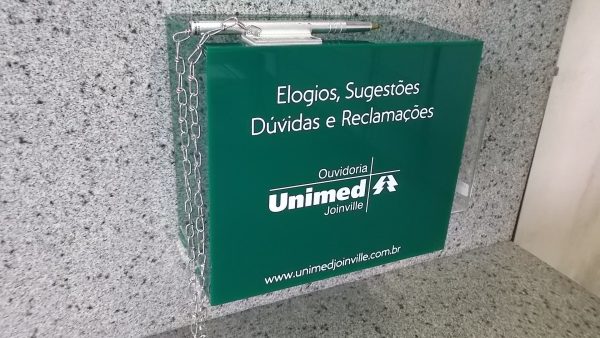 Elogios, Sugestões
Dúvidas e Reclamações
Ouvidoria
Unimed
Joinville
www.unimedjoinville.com.br